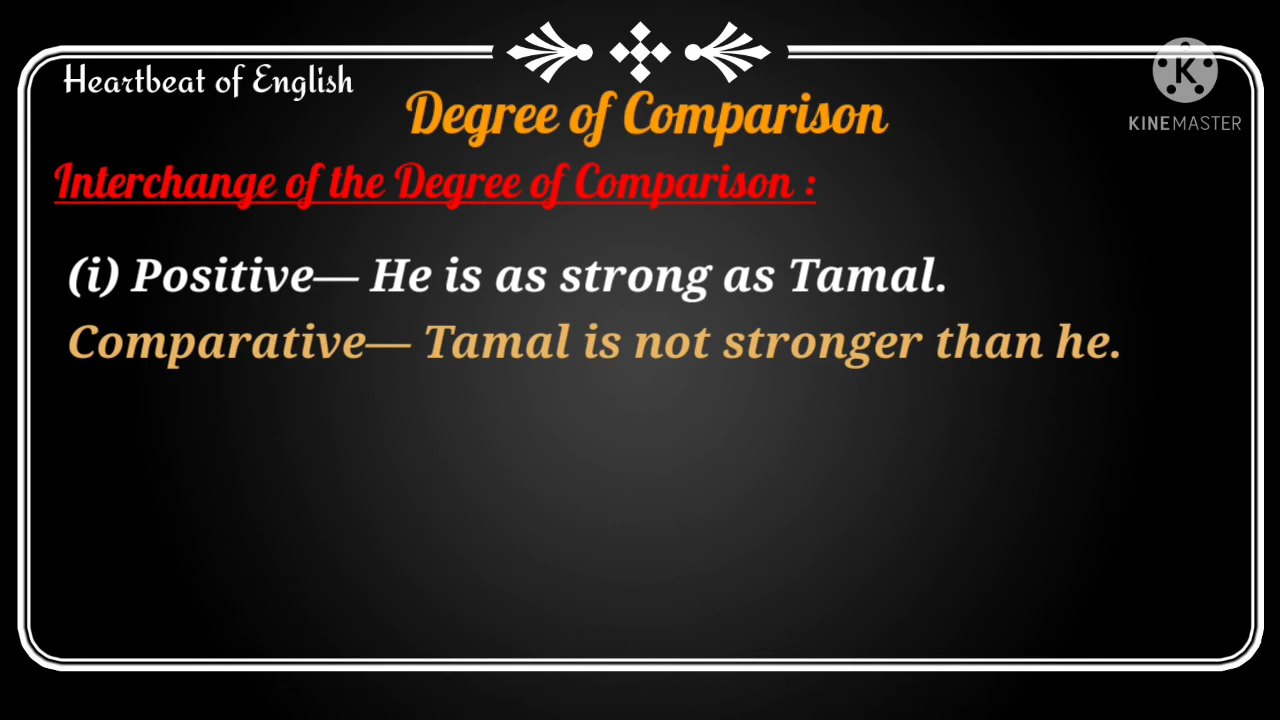 Heartbeat of English
KINEMASTER
Degree of Comparison
Interchange of the Degree of Comparison :
(i) Positive— He is as strong as Tamal.
Comparative— Tamal is not stronger than he.